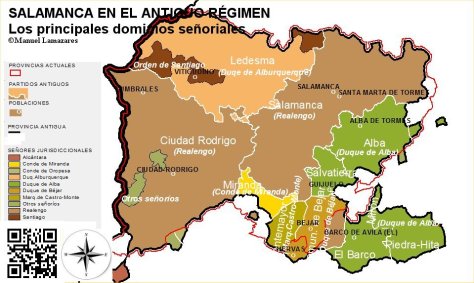 SALAMANCA EN EL ANTIGUO RÉGIMEN
Los principales dominios señoriales
©Manuel Lamazares
PROVINCIAS ACTUALES
PARTIDOS ANTIGUOS
POBLACIONES
PROVINCIA ANTIGUA
SEÑORES JURISDICCIONALES
Alcántara
Conde de Miranda
Conde de Oropesa
Duq.Alburquerque
Duque de Alba
Duque de Béjar
Marq de Castro-Monte
Otros señoríos
Realengo
Santiago
Orden de Santiago
VITIGUDINO
Ledesma
(Duque de Alburquerque)
LUMBRALES
SALAMANCA
SANTA MARTA DE TORMES
Salamanca
(Realengo)
ALBA DE TORMES
Ciudad Rodrigo
(Realengo)
Alba
(Duque de Alba)
CIUDAD-RODRIGO
Salvatierra
Miranda
(Conde de Miranda)
GUIJUELO
Otros señoríos
Montemayor
BÉJAR
HERVAS
BARCO DE AVILA (EL)
(Duque de Alba)
Piedra-Hita
El Barco